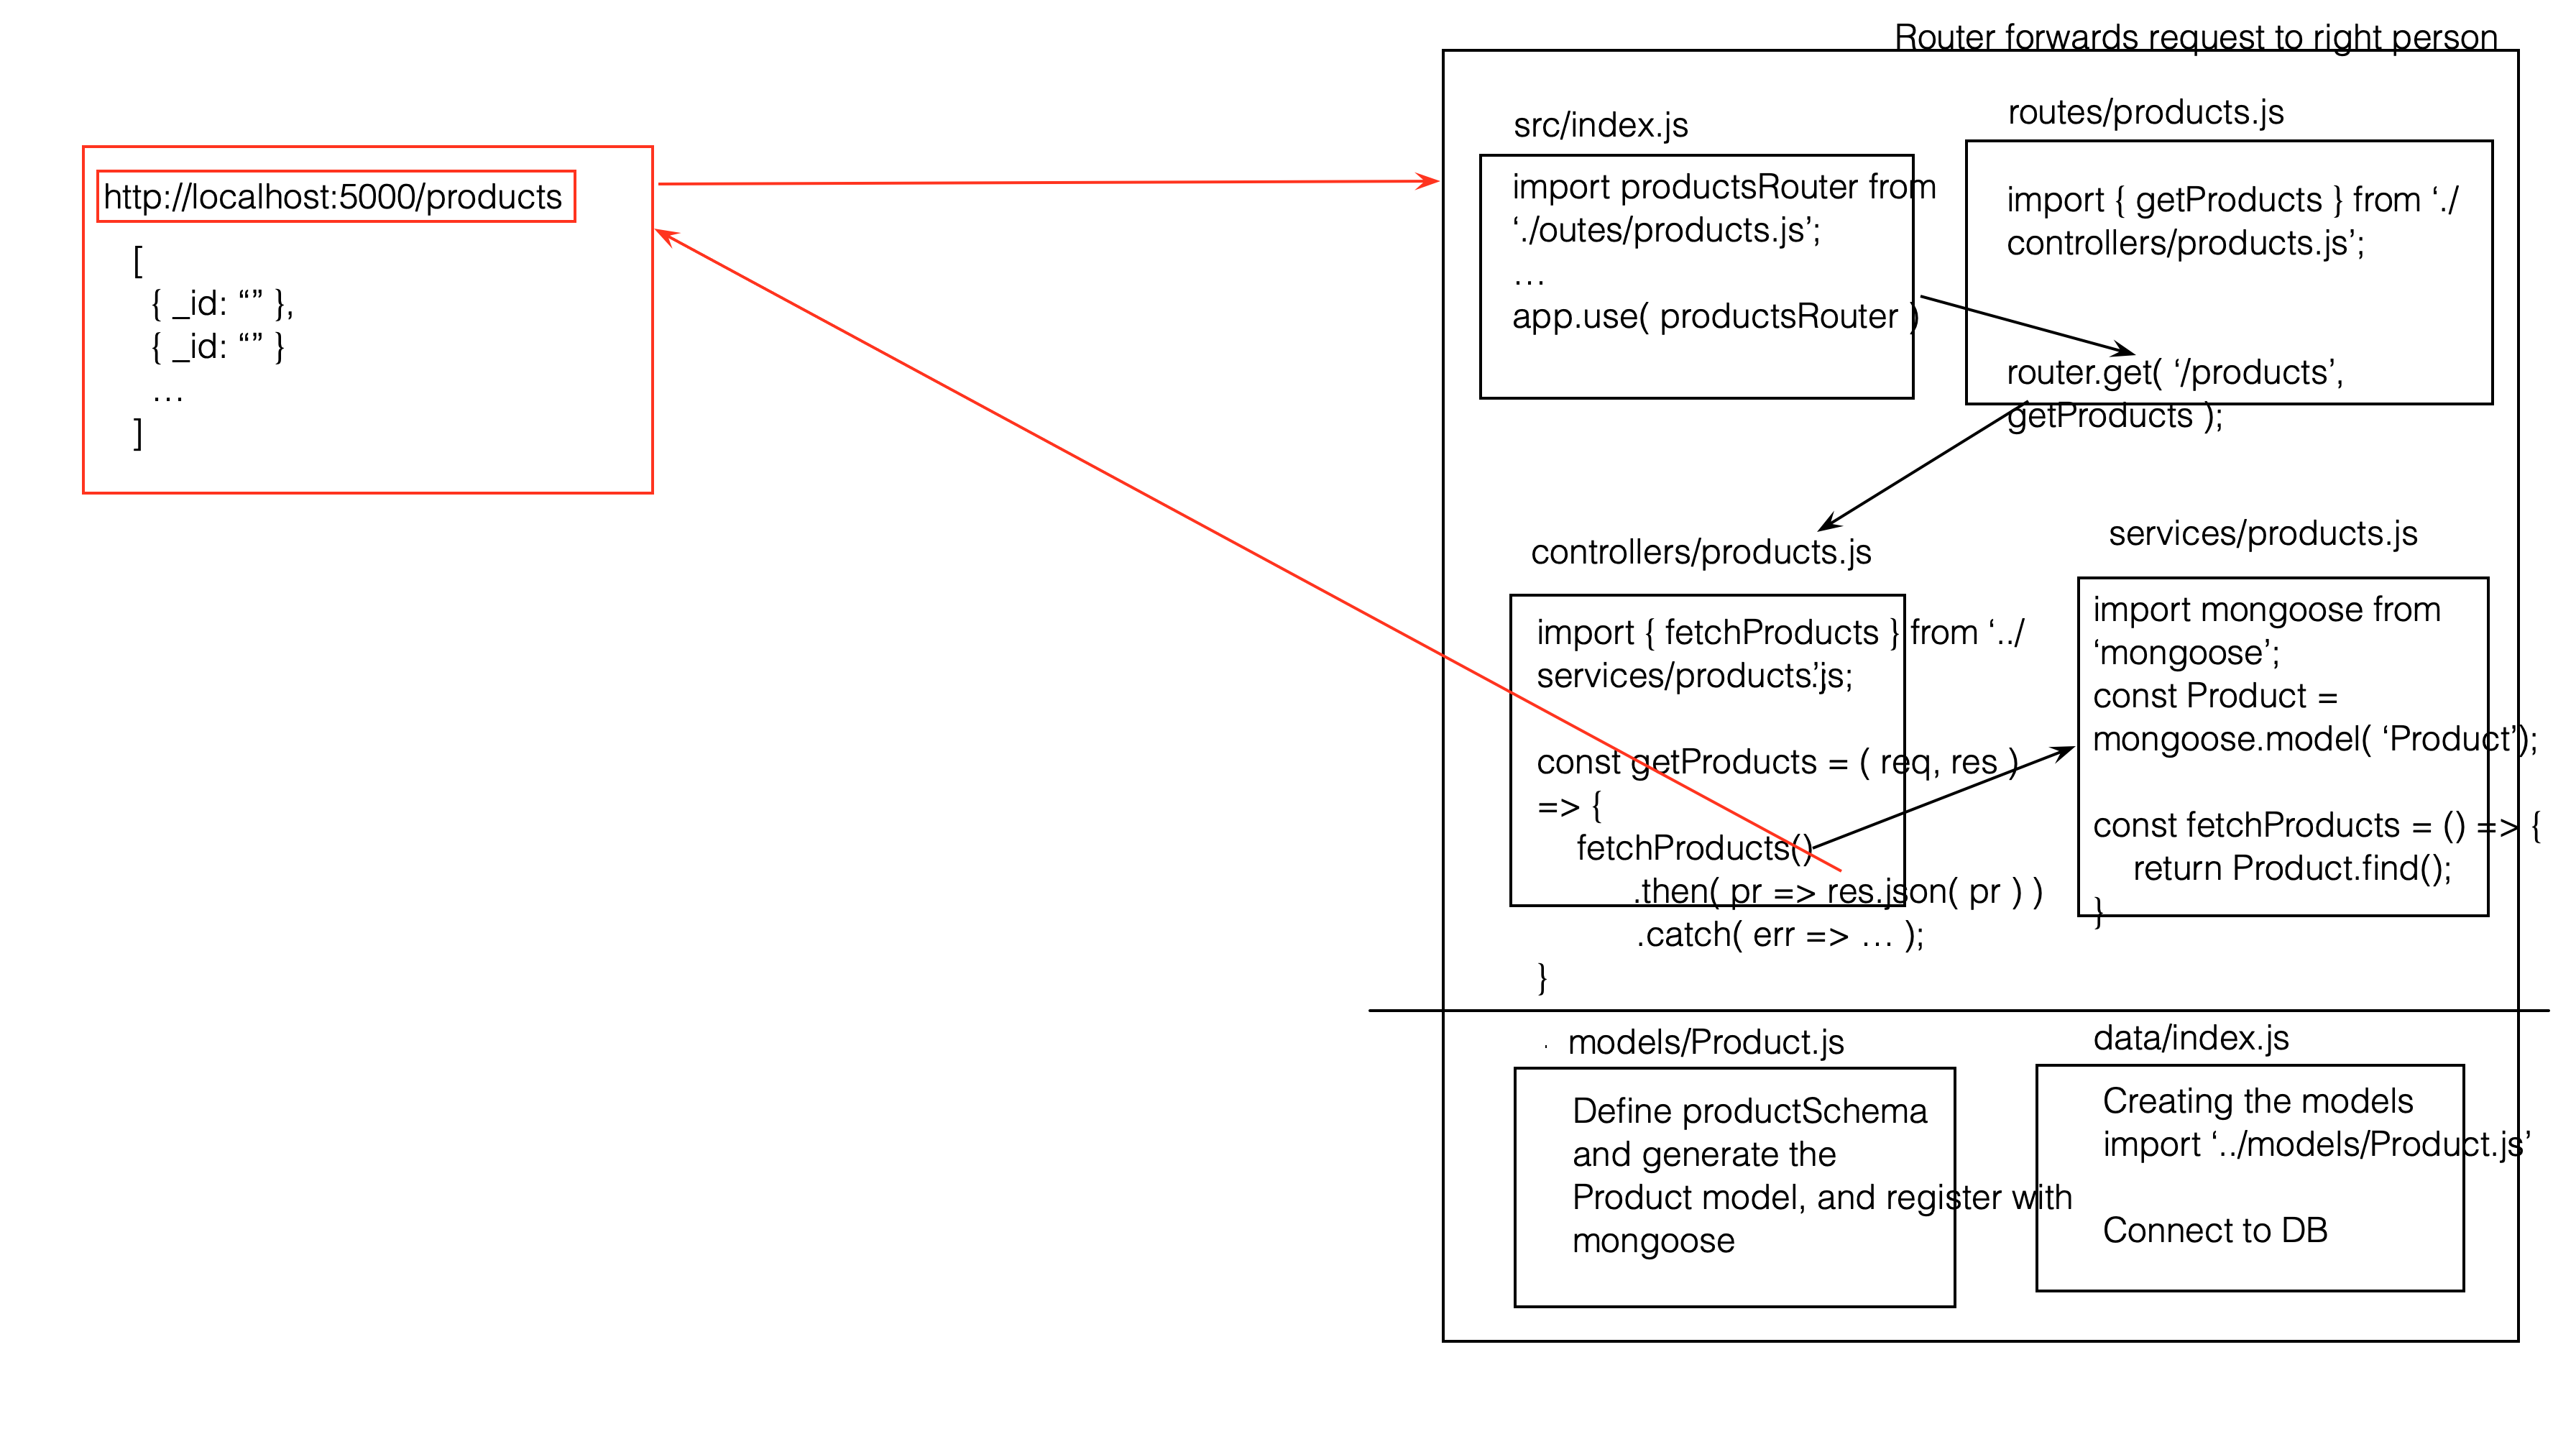 Router forwards request to right person
http://localhost:5000/products
[
{ _id: “” },
{ _id: “” }
…
]
src/index.js
import productsRouter from
‘./outes/products.js’;
…
app.use( productsRouter )
routes/products.js
import { getProducts } from ‘./
controllers/products.js’;
router.get( ‘/products’,
getProducts );
controllers/products.js
import { fetchProducts } from ‘../
services/products.’js;
const getProducts = ( req, res )
=> {
fetchProducts()
.then( pr => res.json( pr ) )
.catch( err => … );
}
services/products.js
import mongoose from
‘mongoose’;
const Product =
mongoose.model( ‘Product’);
const fetchProducts = () => {
return Product.find();
}
models/Product.js
Define productSchema
and generate the
Product model, and register with
mongoose
data/index.js
Creating the models
import ‘../models/Product.js’
Connect to DB